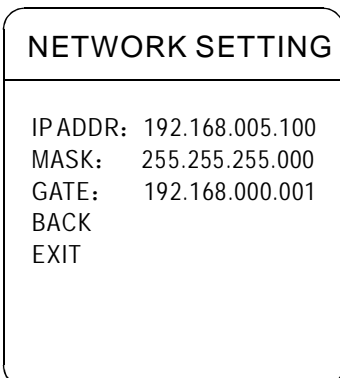 NETWORK SETTING
IP ADDR： 192.168.005.100
MASK： 255.255.255.000
GATE： 192.168.000.001
BACK
EXIT